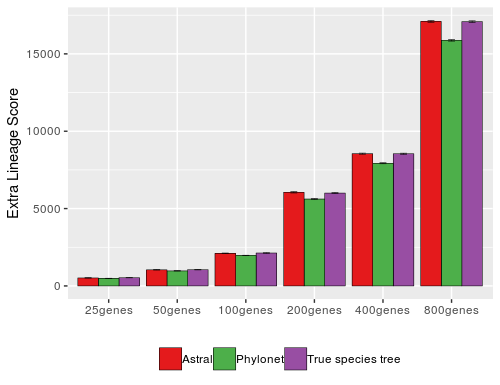 Extra Lineage Score
15000
10000
5000
0
25genes 50genes 100genes 200genes 400genes 800genes
Astral Phylonet True species tree